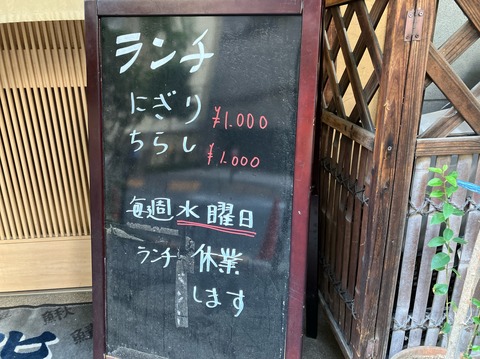 ランチ
にぎり ¥1.000
ちらし ¥1.000
毎週水曜日
ランチ 休業
します